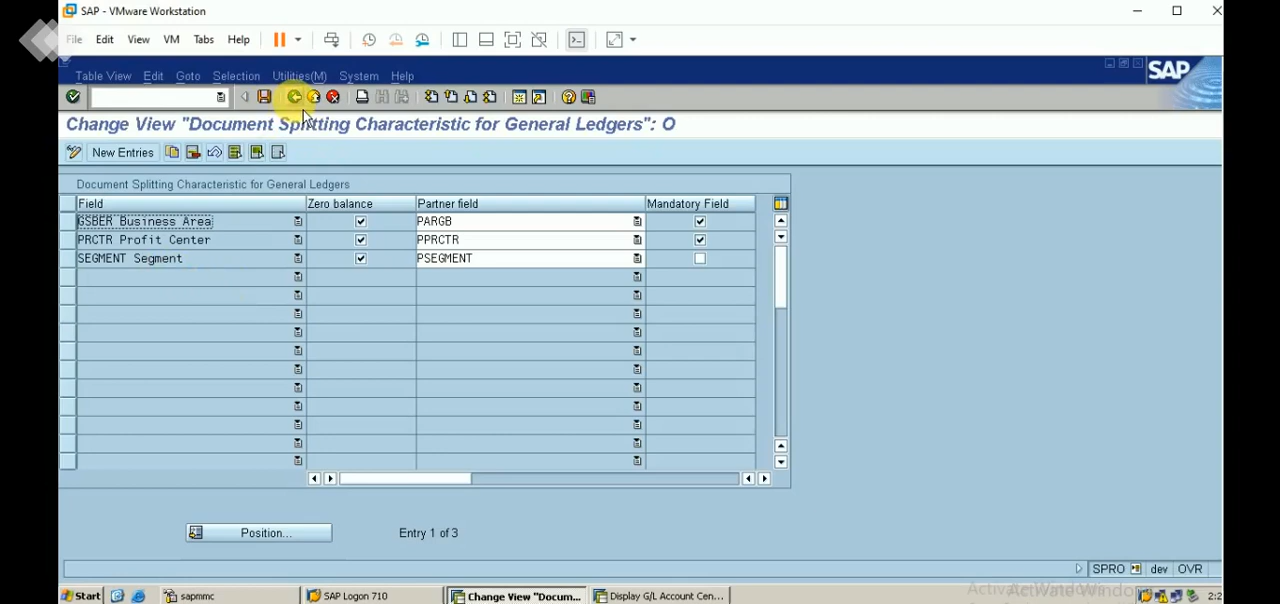 SAP - VMware Workstation
File Edit View VM Tabs Help
Table View Edit Goto Selection Utilities(M) System Help
SAP
Change View "Document Splitting Characteristic for General Ledgers": O
New Entries
Document Splitting Characteristic for General Ledgers
Field Zero balance Partner field Mandatory Field
GSBER Business Area PARGB
PRCTR Profit Center PPRCTR
SEGMENT Segment PSEGMENT
Position... Entry 1 of 3
SPRO dev OVR
Start sapmmc SAP Logon 710 Change View "Docum... Display G/L Account Cen...